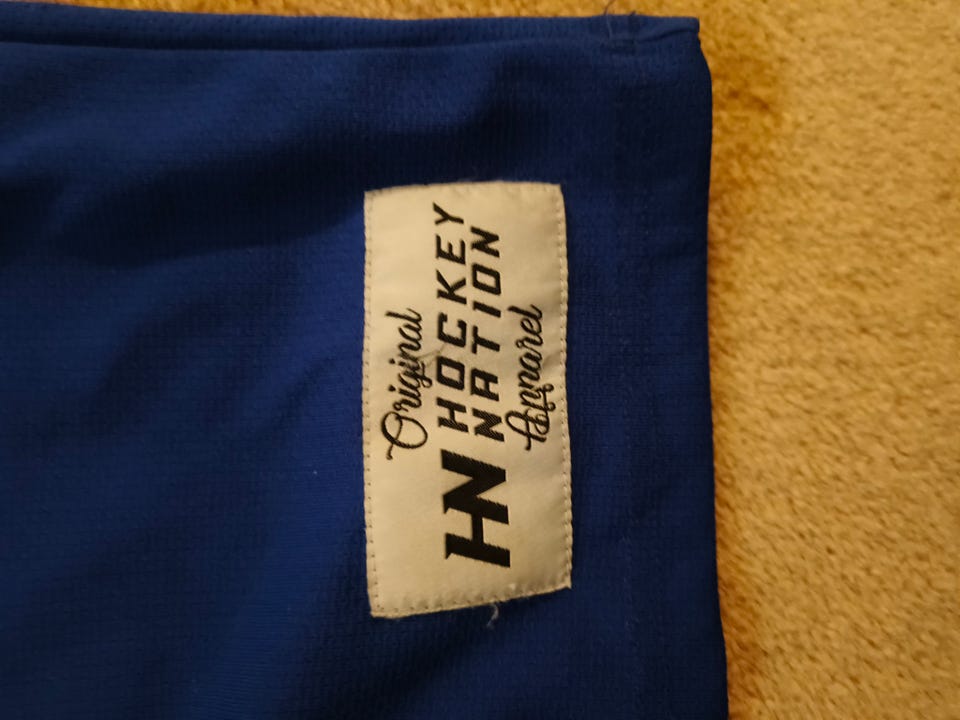 Original
HN HOCKEY
NATION
Apparel